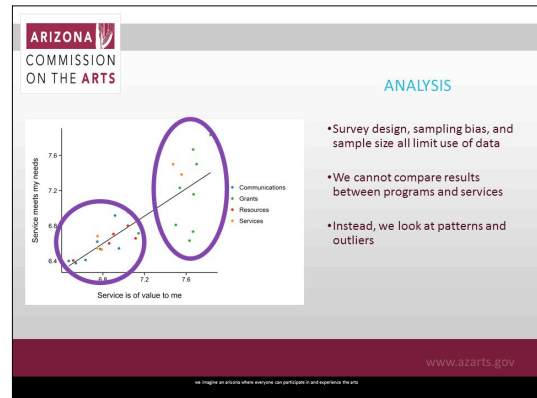 ARIZONA
COMMISSION
ON THE ARTS
ANALYSIS
•Survey design, sampling bias, and
sample size all limit use of data
•We cannot compare results
between programs and services
•Instead, we look at patterns and
outliers
Service meets my needs
7.6
7.2
6.8
6.4
6.8
7.2
7.6
Service is of value to me
Communications
Grants
Resources
Services
www.azarts.gov
we imagine an arizona where everyone can participate in and experience the arts